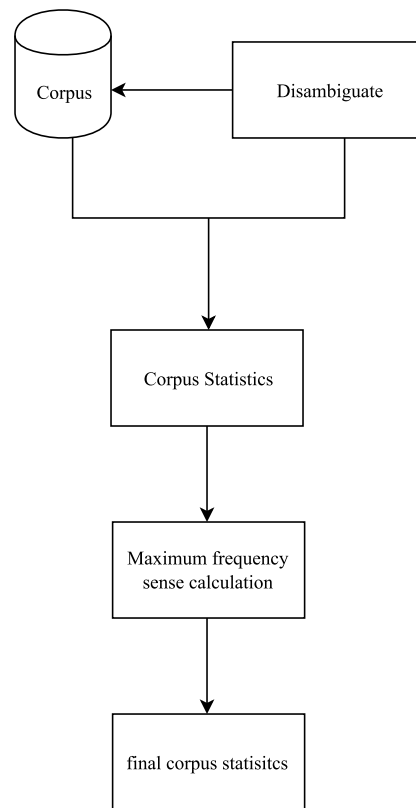 Corpus
Disambiguate
Corpus Statistics
Maximum frequency
sense calculation
final corpus statisitcs